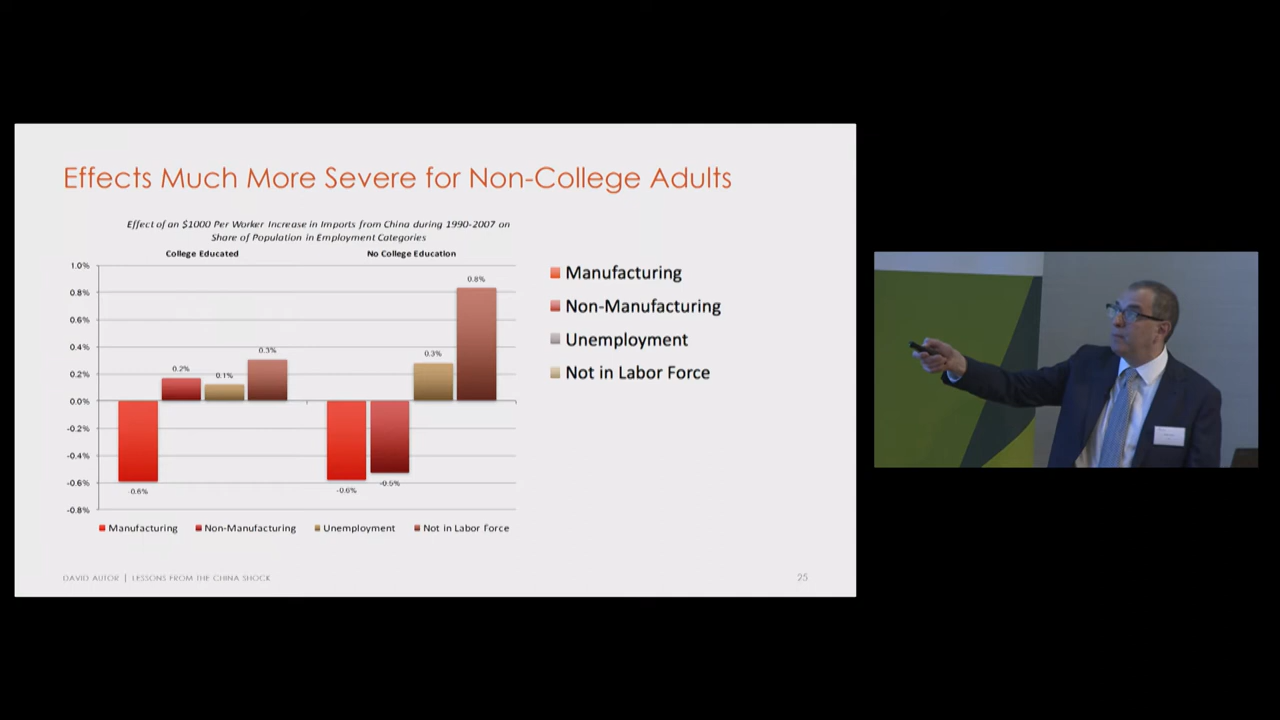 Effects Much More Severe for Non-College Adults
Effect of an $1000 Per Worker Increase in Imports from China during 1990-2007 on
Share of Population in Employment Categories
College Educated
No College Education
1.0%
0.8%
0.6%
0.4%
0.2%
0.0%
-0.2%
-0.4%
-0.6%
-0.8%
-0.6%
0.2%
0.1%
0.3%
-0.6%
-0.5%
0.3%
0.8%
Manufacturing
Non-Manufacturing
Unemployment
Not in Labor Force
Manufacturing
Non-Manufacturing
Unemployment
Not in Labor Force
DAVID AUTOR | LESSONS FROM THE CHINA SHOCK
25